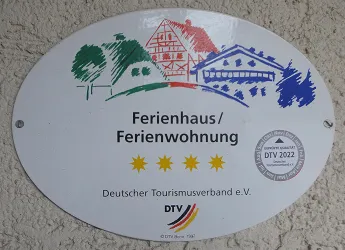 Ferienhaus/
Ferienwohnung
DTV 2022
Deutscher Tourismusverband e.V.
DTV